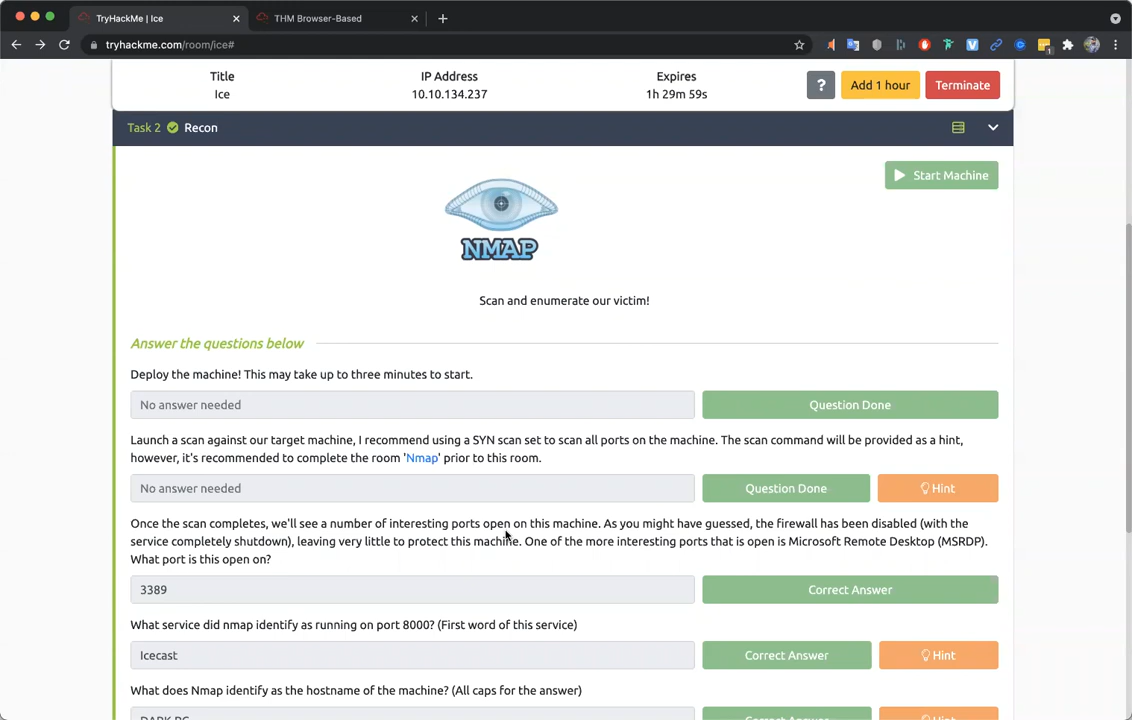 TryHackMe | Ice
THM Browser-Based
tryhackme.com/room/ice#
1
Title
IP Address
Expires
Ice
10.10.134.237
1h 29m 59s
?
Add 1 hour
Terminate
Task 2
Recon
Start Machine
NMAP
Scan and enumerate our victim!
Answer the questions below
Deploy the machine! This may take up to three minutes to start.
No answer needed
Question Done
Launch a scan against our target machine, I recommend using a SYN scan set to scan all ports on the machine. The scan command will be provided as a hint,
however, it's recommended to complete the room 'Nmap' prior to this room.
No answer needed
Question Done
Hint
Once the scan completes, we'll see a number of interesting ports open on this machine. As you might have guessed, the firewall has been disabled (with the
service completely shutdown), leaving very little to protect this machine. One of the more interesting ports that is open is Microsoft Remote Desktop (MSRDP).
What port is this open on?
3389
Correct Answer
What service did nmap identify as running on port 8000? (First word of this service)
Icecast
Correct Answer
Hint
What does Nmap identify as the hostname of the machine? (All caps for the answer)
DARK-PC
Correct Answer
Hint